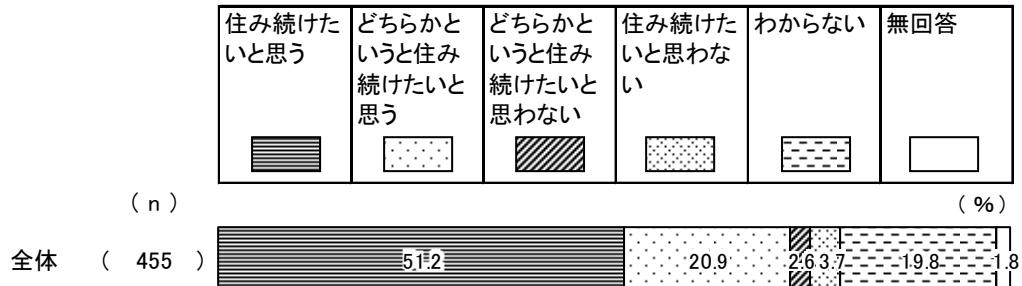 住み続けた
いと思う
どちらかと
いうと住み
続けたいと
思う
どちらかと
いうと住み
続けたいと
思わない
住み続けた
いと思わな
い
わからない
無回答
（ｎ）
（％）
全体 （ 455 ） 51.2 20.9 2.6 3.7 19.8 1.8